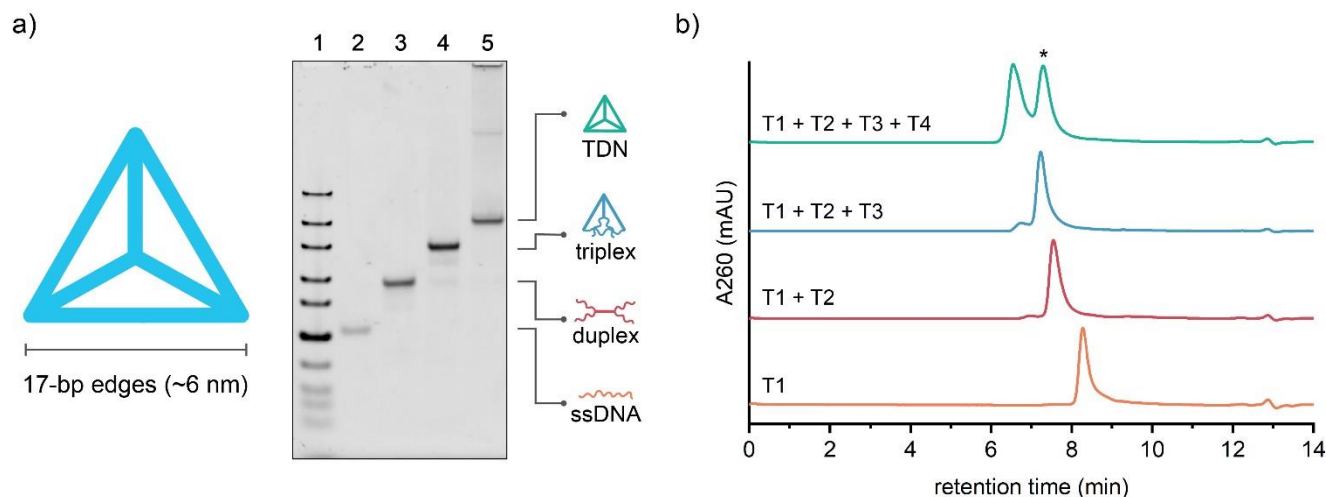 a)
1 2 3 4 5
TDN
triplex
duplex
ssDNA
17-bp edges (~6 nm)
b)
*
T1 + T2 + T3 + T4
T1 + T2 + T3
T1 + T2
T1
A260 (mAU)
0 2 4 6 8 10 12 14
retention time (min)